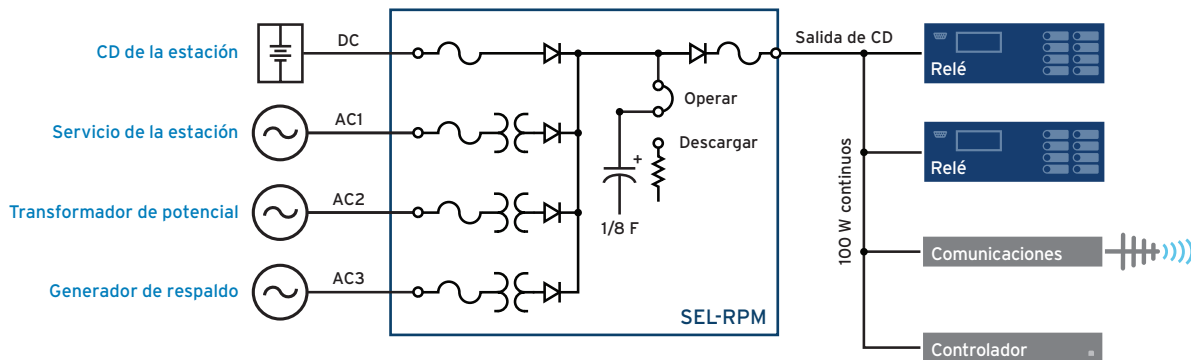 CD de la estación
DC
Salida de CD
Relé
Operar
Servicio de la estación
AC1
Descargar
Relé
+
Transformador de potencial
AC2
1/8 F
100 W continuos
Comunicaciones
Generador de respaldo
AC3
SEL-RPM
Controlador